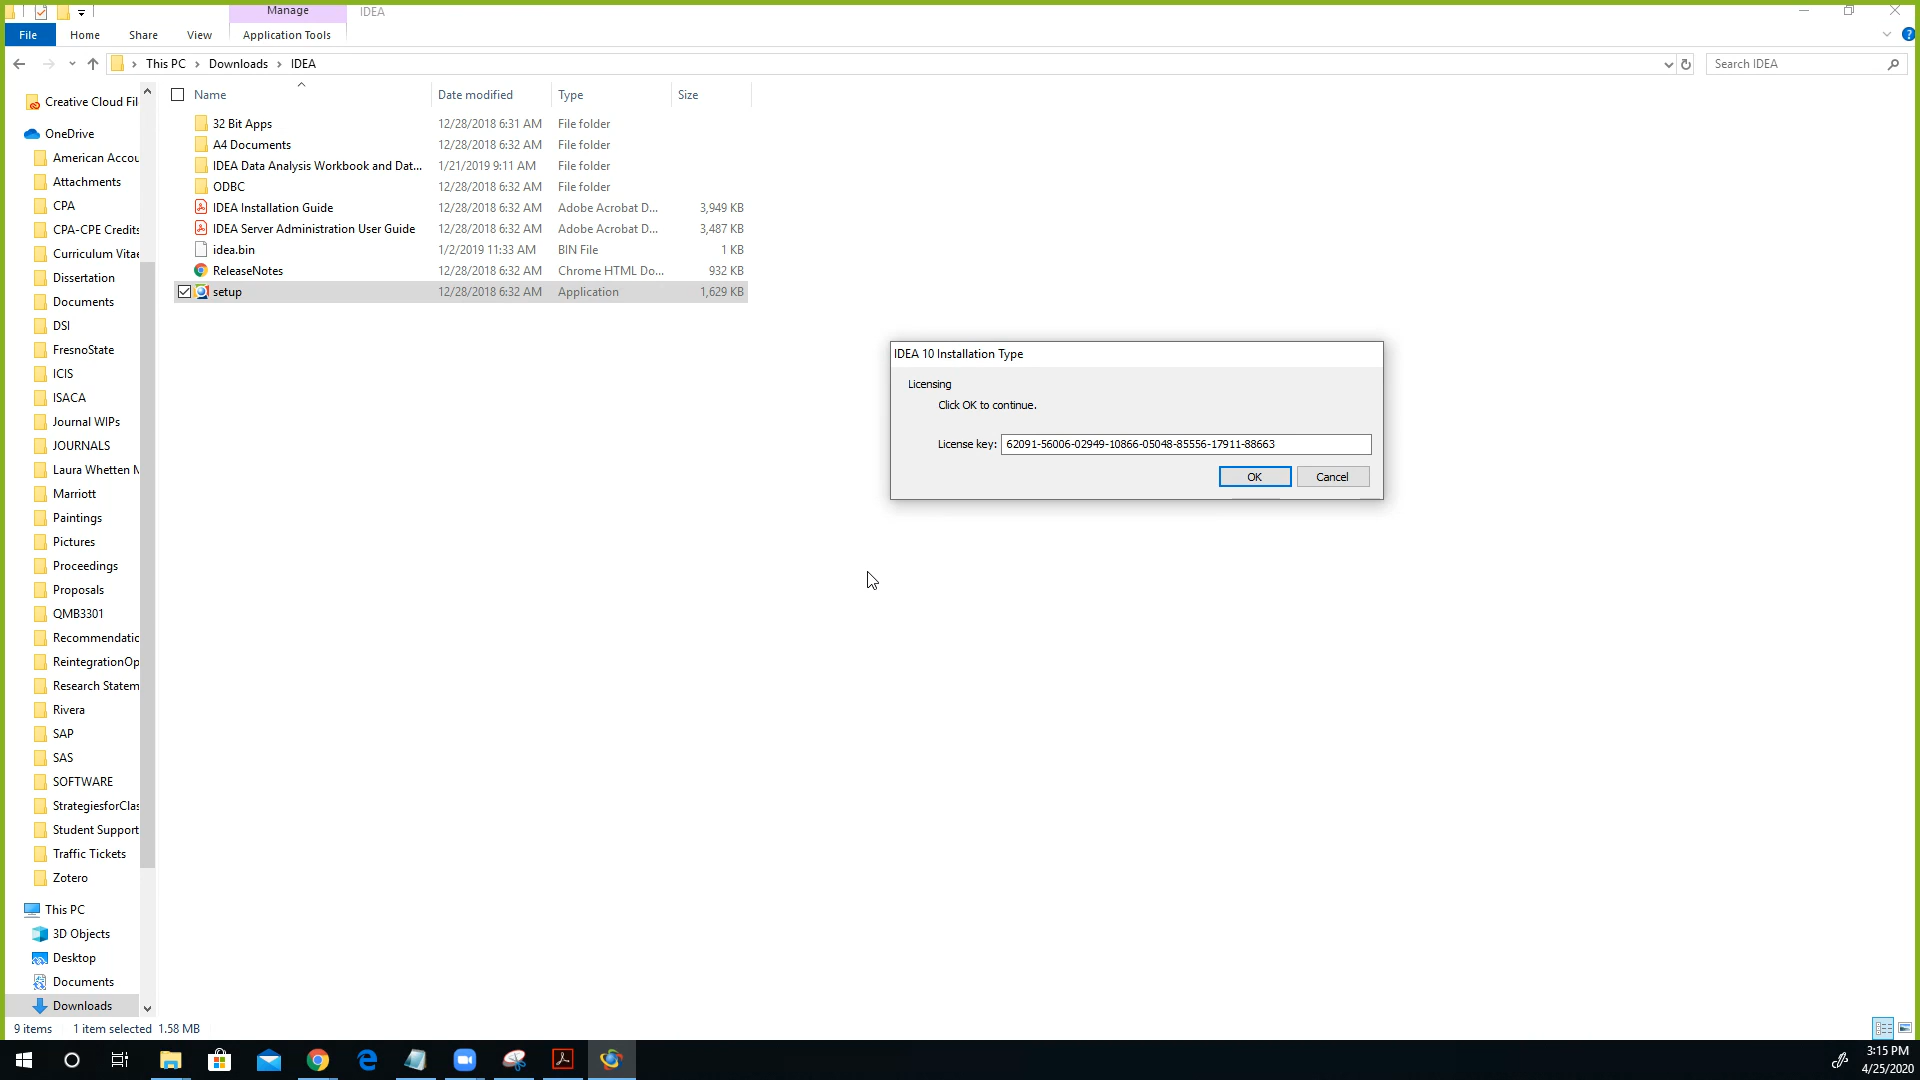 Manage
IDEA
File
Home
Share
View
Application Tools
This PC
Downloads
IDEA
Search IDEA
Name
Date modified
Type
Size
32 Bit Apps 12/28/2018 6:31 AM File folder
A4 Documents 12/28/2018 6:32 AM File folder
IDEA Data Analysis Workbook and Dat... 1/21/2019 9:11 AM File folder
ODBC 12/28/2018 6:32 AM File folder
IDEA Installation Guide 12/28/2018 6:32 AM Adobe Acrobat D... 3,949 KB
IDEA Server Administration User Guide 12/28/2018 6:32 AM Adobe Acrobat D... 3,487 KB
idea.bin 1/2/2019 11:33 AM BIN File 1 KB
ReleaseNotes 12/28/2018 6:32 AM Chrome HTML Do... 932 KB
setup 12/28/2018 6:32 AM Application 1,629 KB
Creative Cloud Fil
OneDrive
American Accou
Attachments
CPA
CPA-CPE Credits
Curriculum Vitae
Dissertation
Documents
DSI
FresnoState
ICIS
ISACA
Journal WIPs
JOURNALS
Laura Whetten M
Marriott
Paintings
Pictures
Proceedings
Proposals
QMB3301
Recommendatic
ReintegrationOp
Research Statem
Rivera
SAP
SAS
SOFTWARE
StrategiesforClas
Student Support
Traffic Tickets
Zotero
This PC
3D Objects
Desktop
Documents
Downloads
IDEA 10 Installation Type
Licensing
Click OK to continue.
License key: 62091-56006-02949-10866-05048-85556-17911-88663
OK
Cancel
9 items 1 item selected 1.58 MB
3:15 PM
4/25/2020